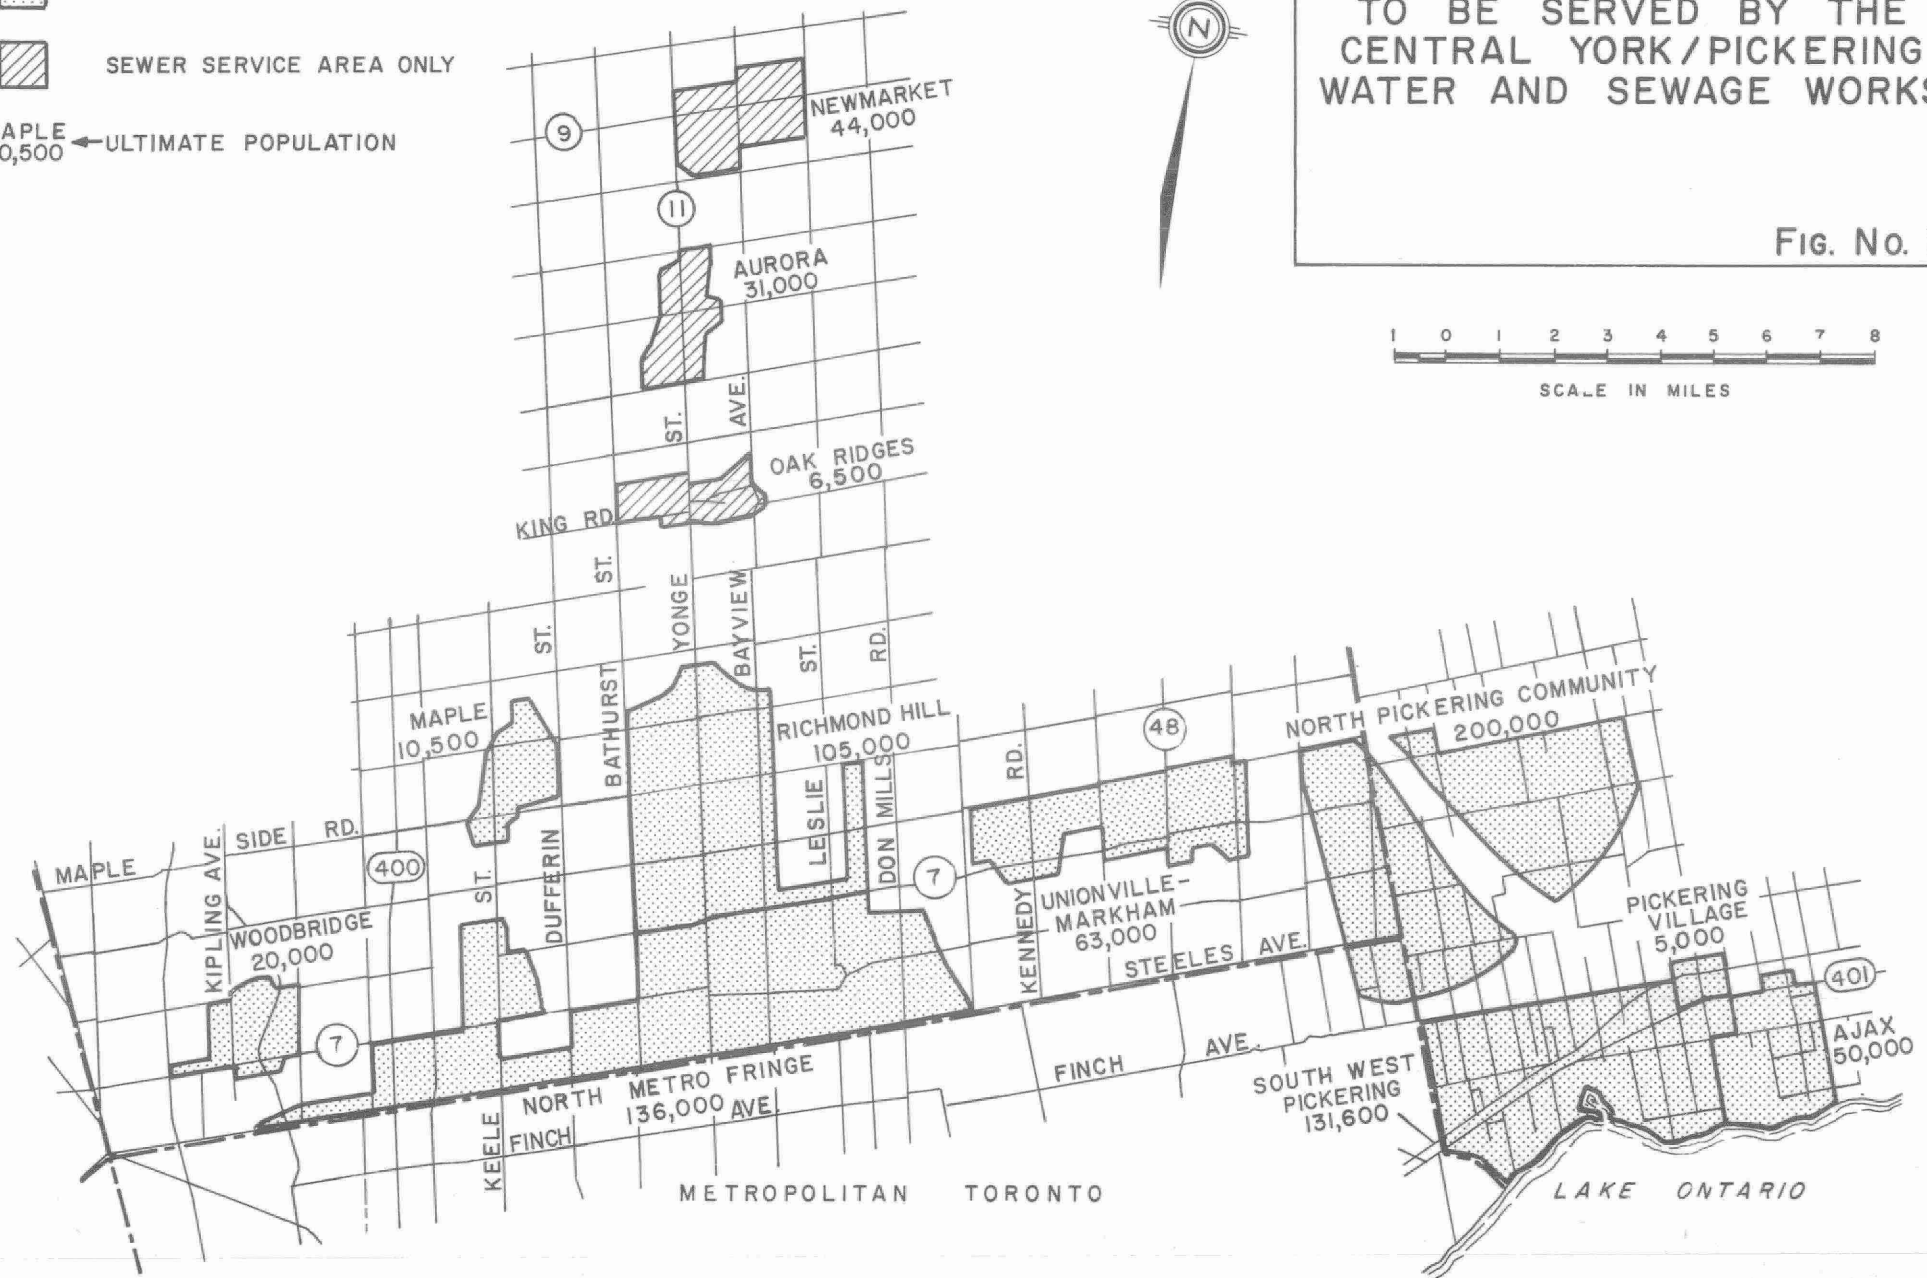 SEWER SERVICE AREA ONLY
APLE
0,500
ULTIMATE POPULATION
N
TO BE SERVED BY THE
CENTRAL YORK/PICKERING
WATER AND SEWAGE WORKS
FIG. NO.
1 0 1 2 3 4 5 6 7 8
SCALE IN MILES
9
NEWMARKET
44,000
11
AURORA
31,000
ST.
AVE.
OAK RIDGES
6,500
KING RD.
ST.
YONGE
BAYVIEW
ST.
ST.
RD.
BATHURST
MAPLE
10,500
RICHMOND HILL
105,000
LESLIE
DON MILLS
RD.
48
NORTH PICKERING COMMUNITY
200,000
MAPLE
SIDE
RD.
400
KIPLING AVE.
ST.
DUFFERIN
7
KENNEDY
UNIONVILLE-
MARKHAM
63,000
STEELES AVE.
PICKERING
VILLAGE
5,000
401
WOODBRIDGE
20,000
7
AJAX
50,000
NORTH METRO FRINGE
136,000
KEELE
FINCH
AVE.
FINCH
AVE.
SOUTH WEST
PICKERING
131,600
METROPOLITAN TORONTO
LAKE ONTARIO